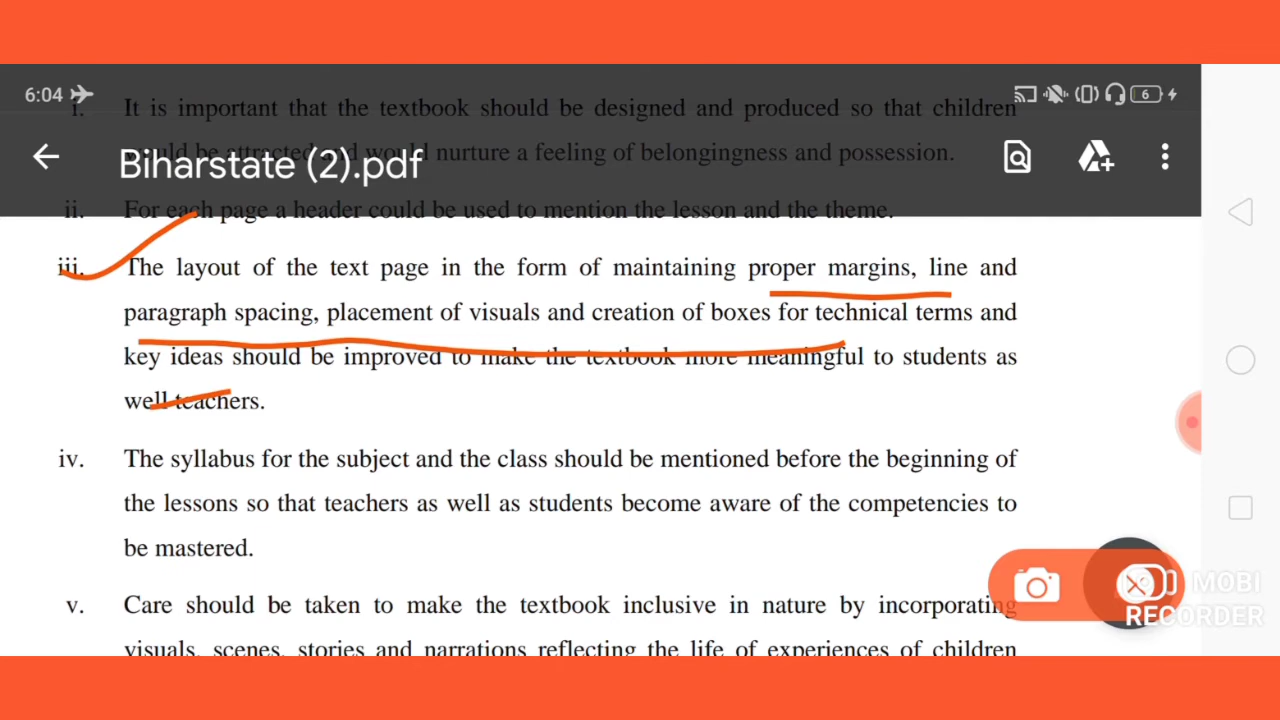 6:04
6
i. It is important that the textbook should be designed and produced so that children
would be attracted and would nurture a feeling of belongingness and possession.
Biharstate (2).pdf
ii. For each page a header could be used to mention the lesson and the theme.
iii. The layout of the text page in the form of maintaining proper margins, line and
paragraph spacing, placement of visuals and creation of boxes for technical terms and
key ideas should be improved to make the textbook more meaningful to students as
well teachers.
iv. The syllabus for the subject and the class should be mentioned before the beginning of
the lessons so that teachers as well as students become aware of the competencies to
be mastered.
v. Care should be taken to make the textbook inclusive in nature by incorporating
visuals, scenes, stories and narrations reflecting the life of experiences of children
MOBI
RECORDER